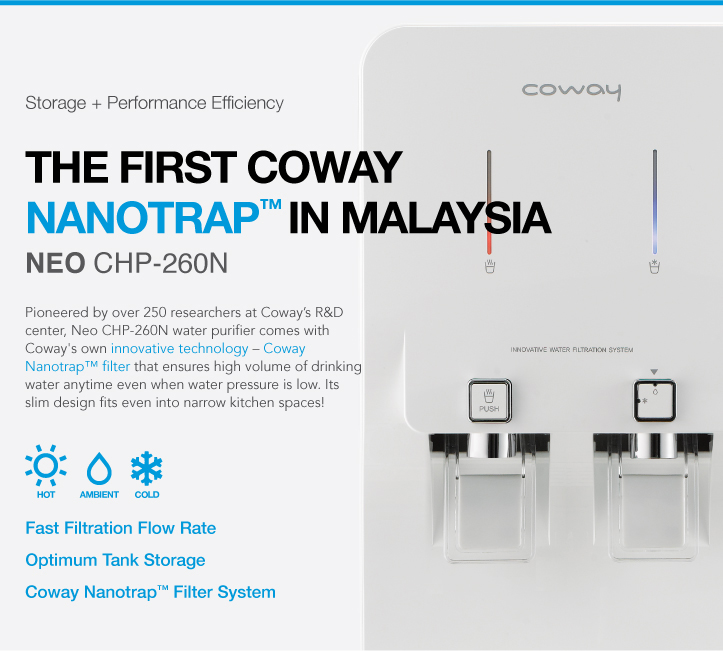 coway
Storage + Performance Efficiency
THE FIRST COWAY
NANOTRAP™ IN MALAYSIA
NEO CHP-260N
Pioneered by over 250 researchers at Coway's R&D
center, Neo CHP-260N water purifier comes with
Coway's own innovative technology – Coway
Nanotrap™ filter that ensures high volume of drinking
water anytime even when water pressure is low. Its
slim design fits even into narrow kitchen spaces!
INNOVATIVE WATER FILTRATION SYSTEM
PUSH
HOT AMBIENT COLD
Fast Filtration Flow Rate
Optimum Tank Storage
Coway Nanotrap™ Filter System